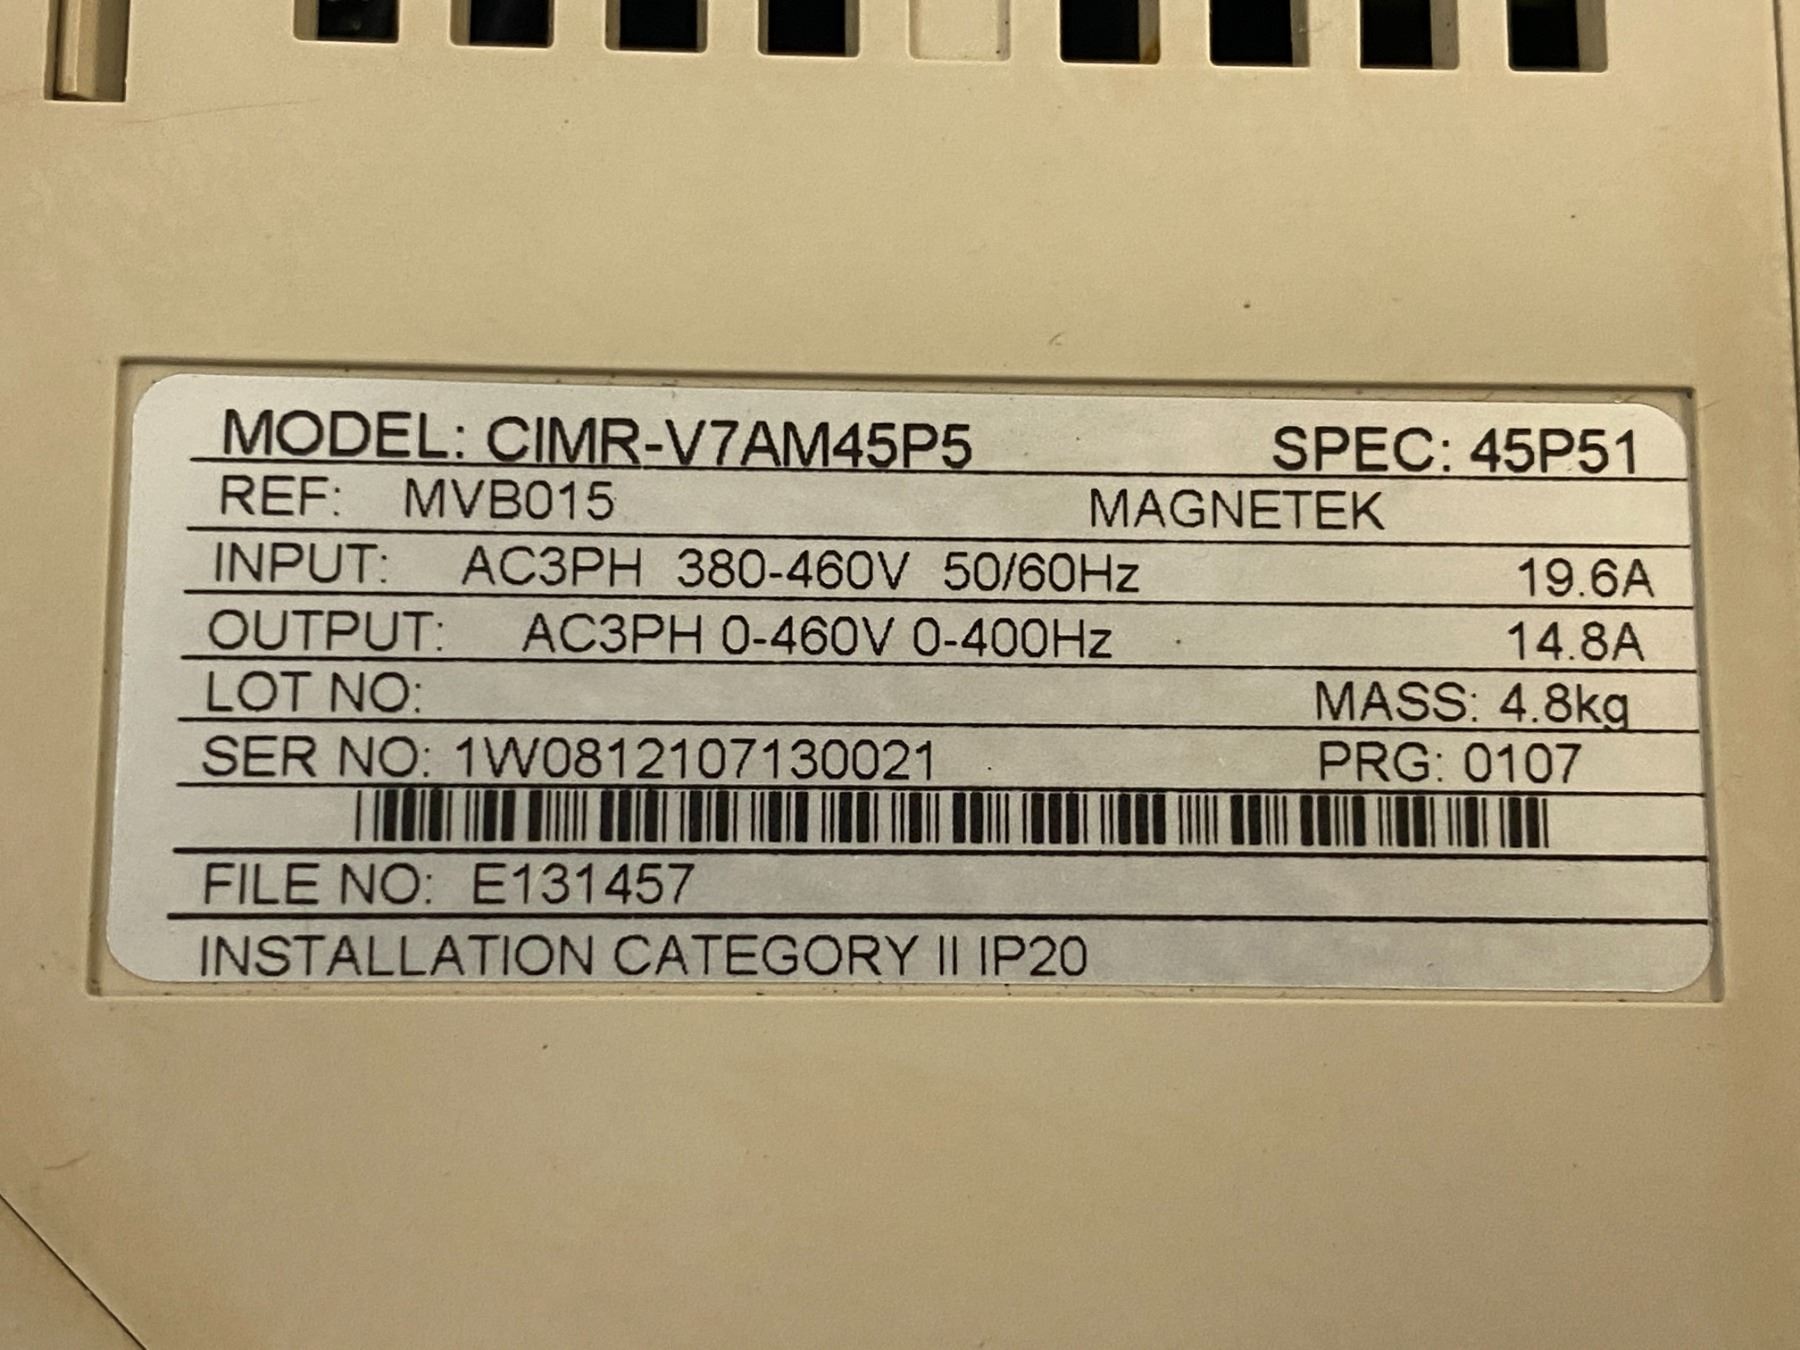 MODEL: CIMR-V7AM45P5 SPEC: 45P51
REF: MVB015 MAGNETEK
INPUT: AC3PH 380-460V 50/60Hz 19.6A
OUTPUT: AC3PH 0-460V 0-400Hz 14.8A
LOT NO: MASS: 4.8kg
SER NO: 1W0812107130021 PRG: 0107
FILE NO: E131457
INSTALLATION CATEGORY II IP20